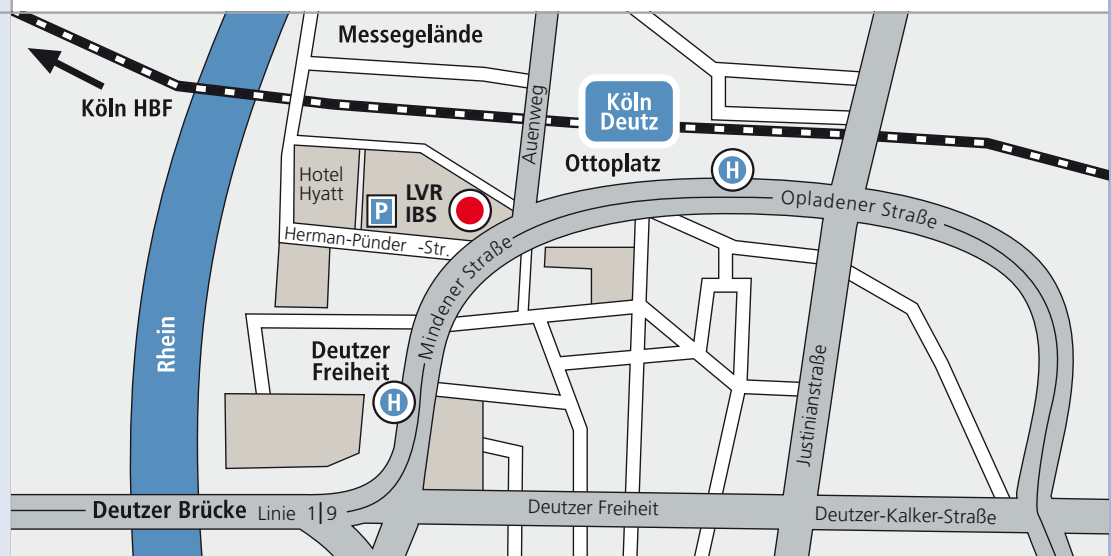 Messegelände
Köln HBF
Köln
Deutz
Auenweg
Ottoplatz
H
Hotel
Hyatt
P
LVR
IBS
Opladener Straße
Herman-Pünder -Str.
Mindener Straße
Rhein
Deutzer
Freiheit
H
Justinianstraße
Deutzer Brücke Linie 1|9
Deutzer Freiheit
Deutzer-Kalker-Straße